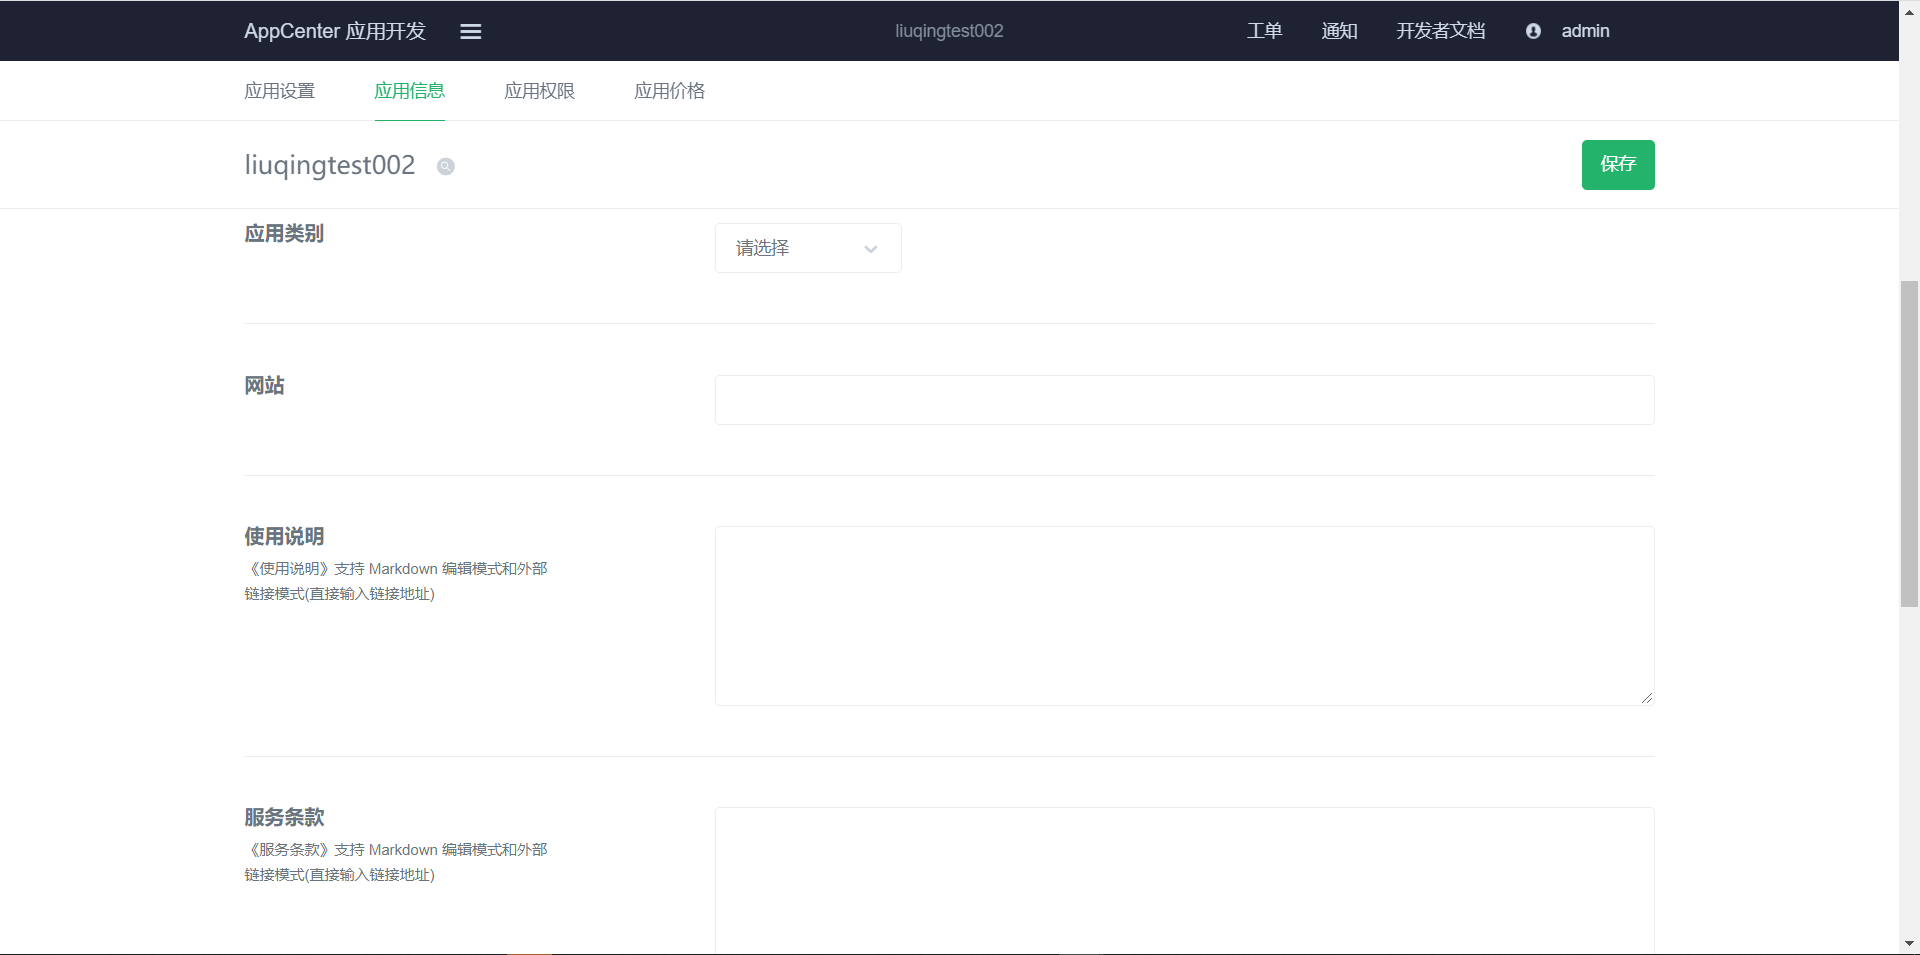 AppCenter 应用开发
liuqingtest002
工单
通知
开发者文档
admin
应用设置
应用信息
应用权限
应用价格
liuqingtest002
保存
应用类别
请选择
网站
使用说明
《使用说明》支持 Markdown 编辑模式和外部
链接模式(直接输入链接地址)
服务条款
《服务条款》支持 Markdown 编辑模式和外部
链接模式(直接输入链接地址)